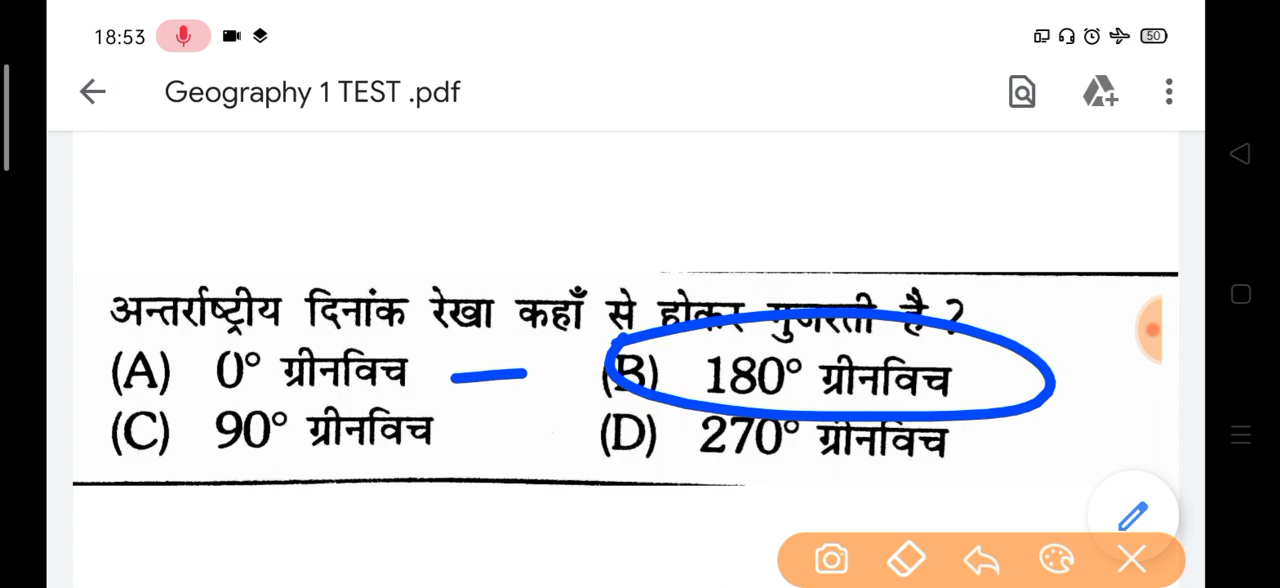 18:53
50
Geography 1 TEST .pdf
अन्तर्राष्ट्रीय दिनांक रेखा कहाँ से होकर गुजरती है ?
(A) 0° ग्रीनविच (B) 180° ग्रीनविच
(C) 90° ग्रीनविच (D) 270° ग्रीनविच